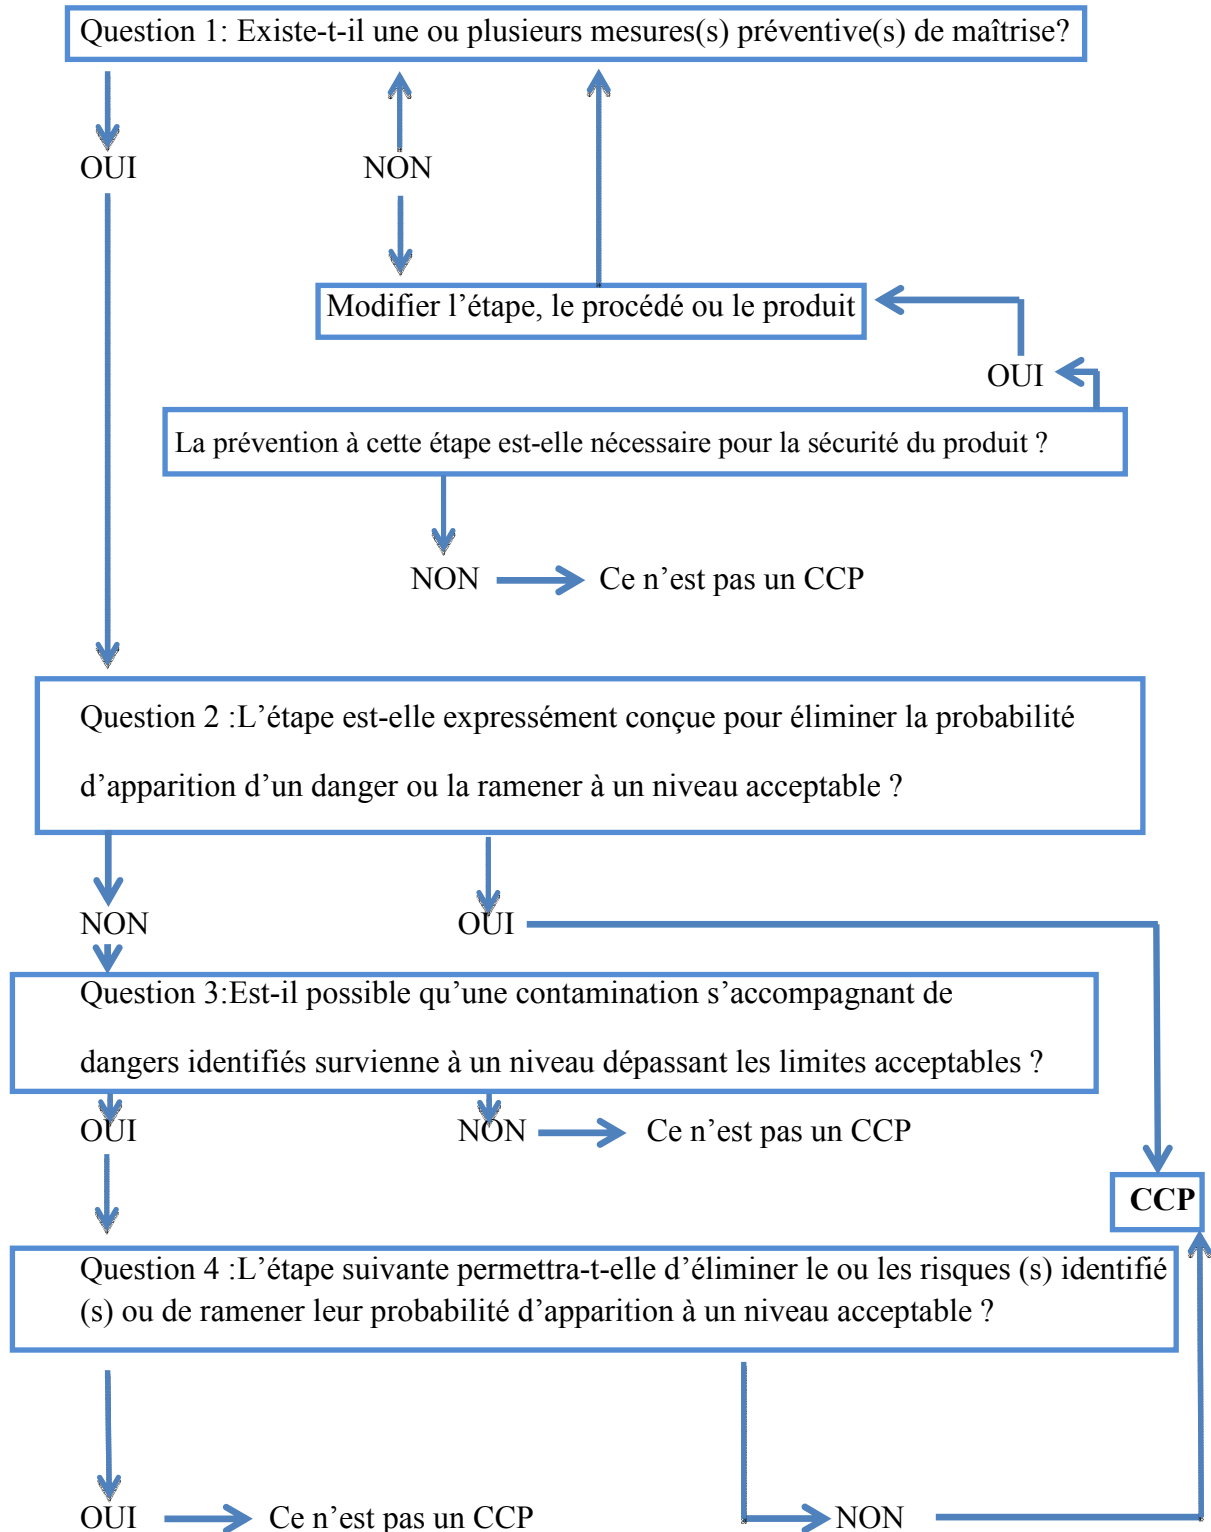 Question 1: Existe-t-il une ou plusieurs mesures(s) préventive(s) de maîtrise?
OUI
NON
Modifier l’étape, le procédé ou le produit
OUI
La prévention à cette étape est-elle nécessaire pour la sécurité du produit ?
NON
Ce n’est pas un CCP
Question 2 :L’étape est-elle expressément conçue pour éliminer la probabilité
d’apparition d’un danger ou la ramener à un niveau acceptable ?
NON
OUI
Question 3:Est-il possible qu’une contamination s’accompagnant de
dangers identifiés survienne à un niveau dépassant les limites acceptables ?
OUI
NON
Ce n’est pas un CCP
CCP
Question 4 :L’étape suivante permettra-t-elle d’éliminer le ou les risques (s) identifié
(s) ou de ramener leur probabilité d’apparition à un niveau acceptable ?
OUI
Ce n’est pas un CCP
NON